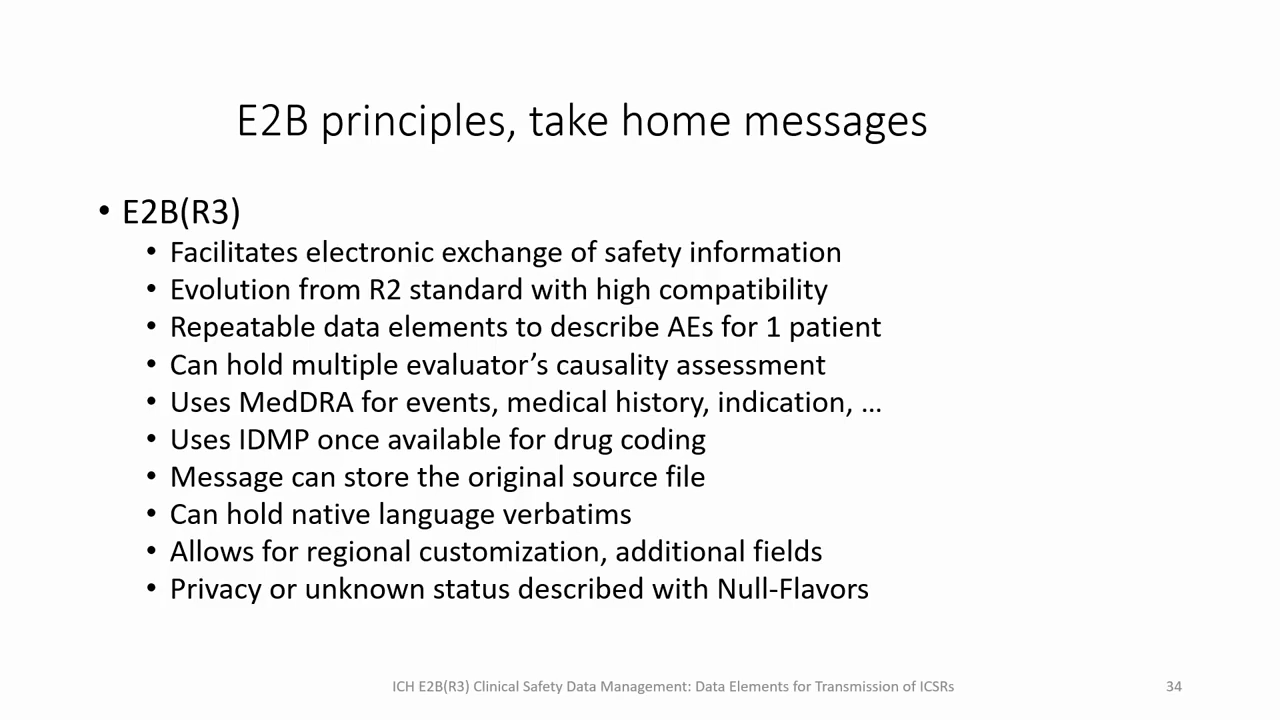 E2B principles, take home messages
• E2B(R3)
• Facilitates electronic exchange of safety information
• Evolution from R2 standard with high compatibility
• Repeatable data elements to describe AEs for 1 patient
• Can hold multiple evaluator’s causality assessment
• Uses MedDRA for events, medical history, indication, …
• Uses IDMP once available for drug coding
• Message can store the original source file
• Can hold native language verbatims
• Allows for regional customization, additional fields
• Privacy or unknown status described with Null-Flavors
ICH E2B(R3) Clinical Safety Data Management: Data Elements for Transmission of ICSRs
34